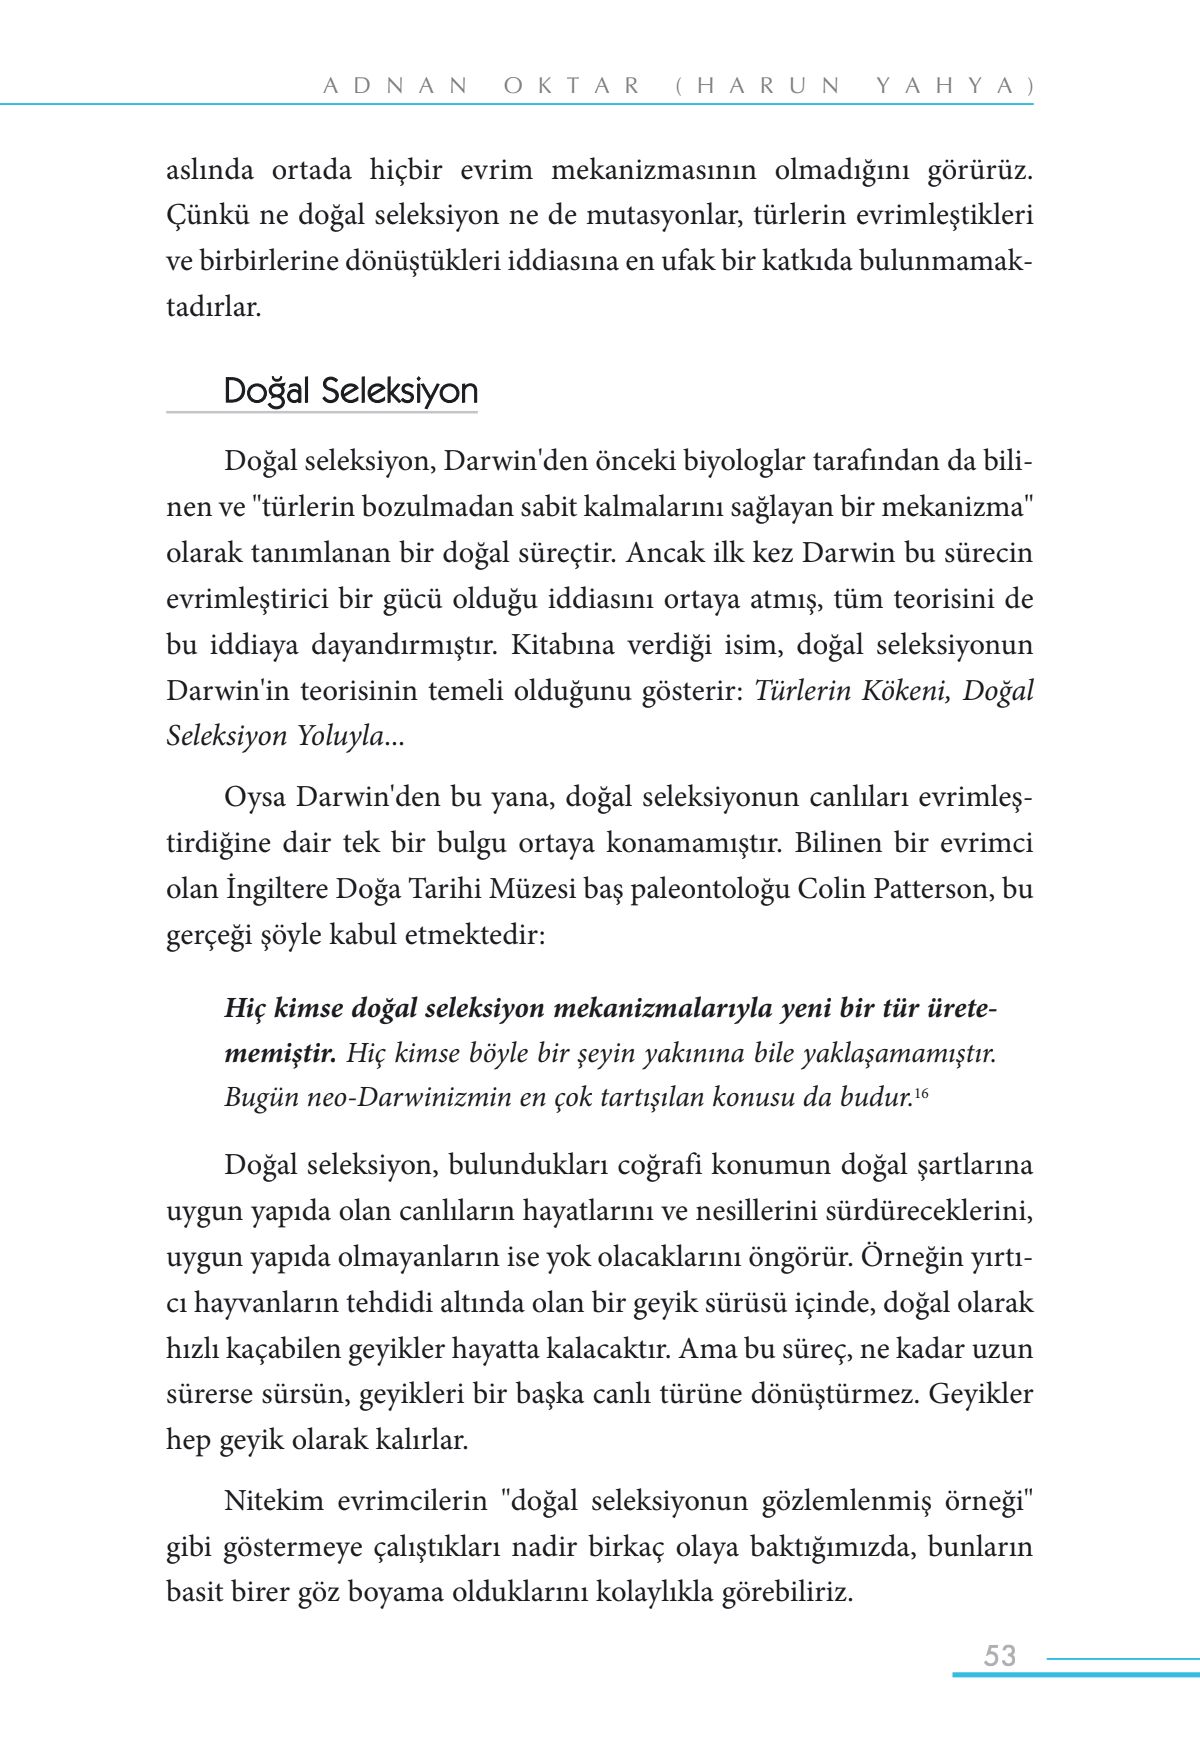 ADNAN OKTAR (HARUN YAHYA)
aslında ortada hiçbir evrim mekanizmasının olmadığını görürüz.
Çünkü ne doğal seleksiyon ne de mutasyonlar, türlerin evrimleştikleri
ve birbirlerine dönüştükleri iddiasına en ufak bir katkıda bulunmamak-
tadırlar.
Doğal Seleksiyon
Doğal seleksiyon, Darwin'den önceki biyologlar tarafından da bili-
nen ve "türlerin bozulmadan sabit kalmalarını sağlayan bir mekanizma"
olarak tanımlanan bir doğal süreçtir. Ancak ilk kez Darwin bu sürecin
evrimleştirici bir gücü olduğu iddiasını ortaya atmış, tüm teorisini de
bu iddiaya dayandırmıştır. Kitabına verdiği isim, doğal seleksiyonun
Darwin'in teorisinin temeli olduğunu gösterir: Türlerin Kökeni, Doğal
Seleksiyon Yoluyla...
Oysa Darwin'den bu yana, doğal seleksiyonun canlıları evrimleş-
tirdiğine dair tek bir bulgu ortaya konamamıştır. Bilinen bir evrimci
olan İngiltere Doğa Tarihi Müzesi baş paleontoloğu Colin Patterson, bu
gerçeği şöyle kabul etmektedir:
Hiç kimse doğal seleksiyon mekanizmalarıyla yeni bir tür ürete-
memiştir. Hiç kimse böyle bir şeyin yakınına bile yaklaşamamıştır.
Bugün neo-Darwinizmin en çok tartışılan konusu da budur.16
Doğal seleksiyon, bulundukları coğrafi konumun doğal şartlarına
uygun yapıda olan canlıların hayatlarını ve nesillerini sürdüreceklerini,
uygun yapıda olmayanların ise yok olacaklarını öngörür. Örneğin yırtı-
cı hayvanların tehdidi altında olan bir geyik sürüsü içinde, doğal olarak
hızlı kaçabilen geyikler hayatta kalacaktır. Ama bu süreç, ne kadar uzun
sürerse sürsün, geyikleri bir başka canlı türüne dönüştürmez. Geyikler
hep geyik olarak kalırlar.
Nitekim evrimcilerin "doğal seleksiyonun gözlemlenmiş örneği"
gibi göstermeye çalıştıkları nadir birkaç olaya baktığımızda, bunların
basit birer göz boyama olduklarını kolaylıkla görebiliriz.
53